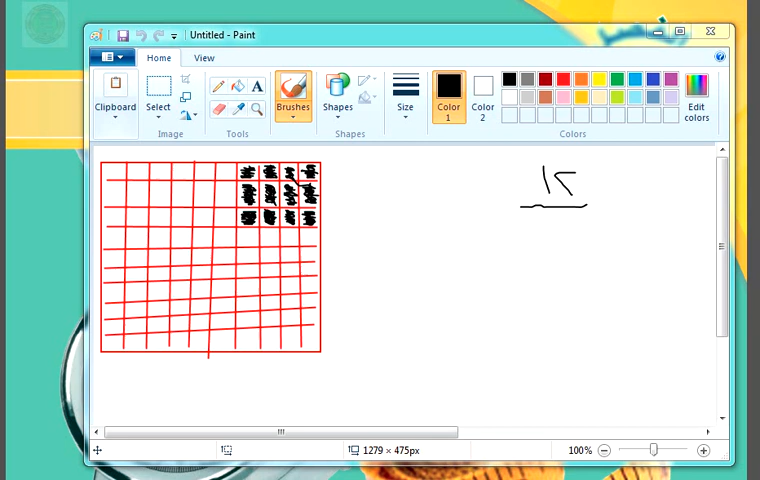 Untitled - Paint
Home View
Clipboard
Select
Image
Tools
Brushes
Shapes
Shapes
Size
Color 1
Color 2
Edit colors
Colors
١٢
1279 × 475px
100%